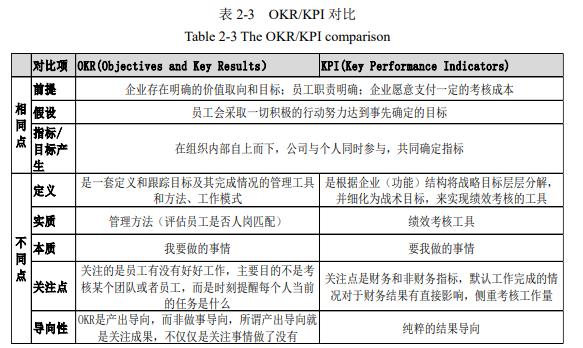 表 2-3 OKR/KPI 对比
Table 2-3 The OKR/KPI comparison
对比项 OKR(Objectives and Key Results) KPI(Key Performance Indicators)
相同点
前提 企业存在明确的价值取向和目标；员工职责明确；企业愿意支付一定的考核成本
假设 员工会采取一切积极的行动努力达到事先确定的目标
指标/目标产生 在组织内部自上而下，公司与个人同时参与，共同确定指标
不同点
定义 是一套定义和跟踪目标及其完成情况的管理工具和方法、工作模式 是根据企业（功能）结构将战略目标层层分解，并细化为战术目标，来实现绩效考核的工具
实质 管理方法（评估员工是否人岗匹配） 绩效考核工具
本质 我要做的事情 要我做的事情
关注点 关注的是员工有没有好好工作，主要目的不是考核某个团队或者员工，而是时刻提醒每个人当前的任务是什么 关注点是财务和非财务指标，默认工作完成的情况对于财务结果有直接影响，侧重考核工作量
导向性 OKR是产出导向，而非做事导向，所谓产出导向就是关注成果，不仅仅是关注事情做了没有 纯粹的结果导向